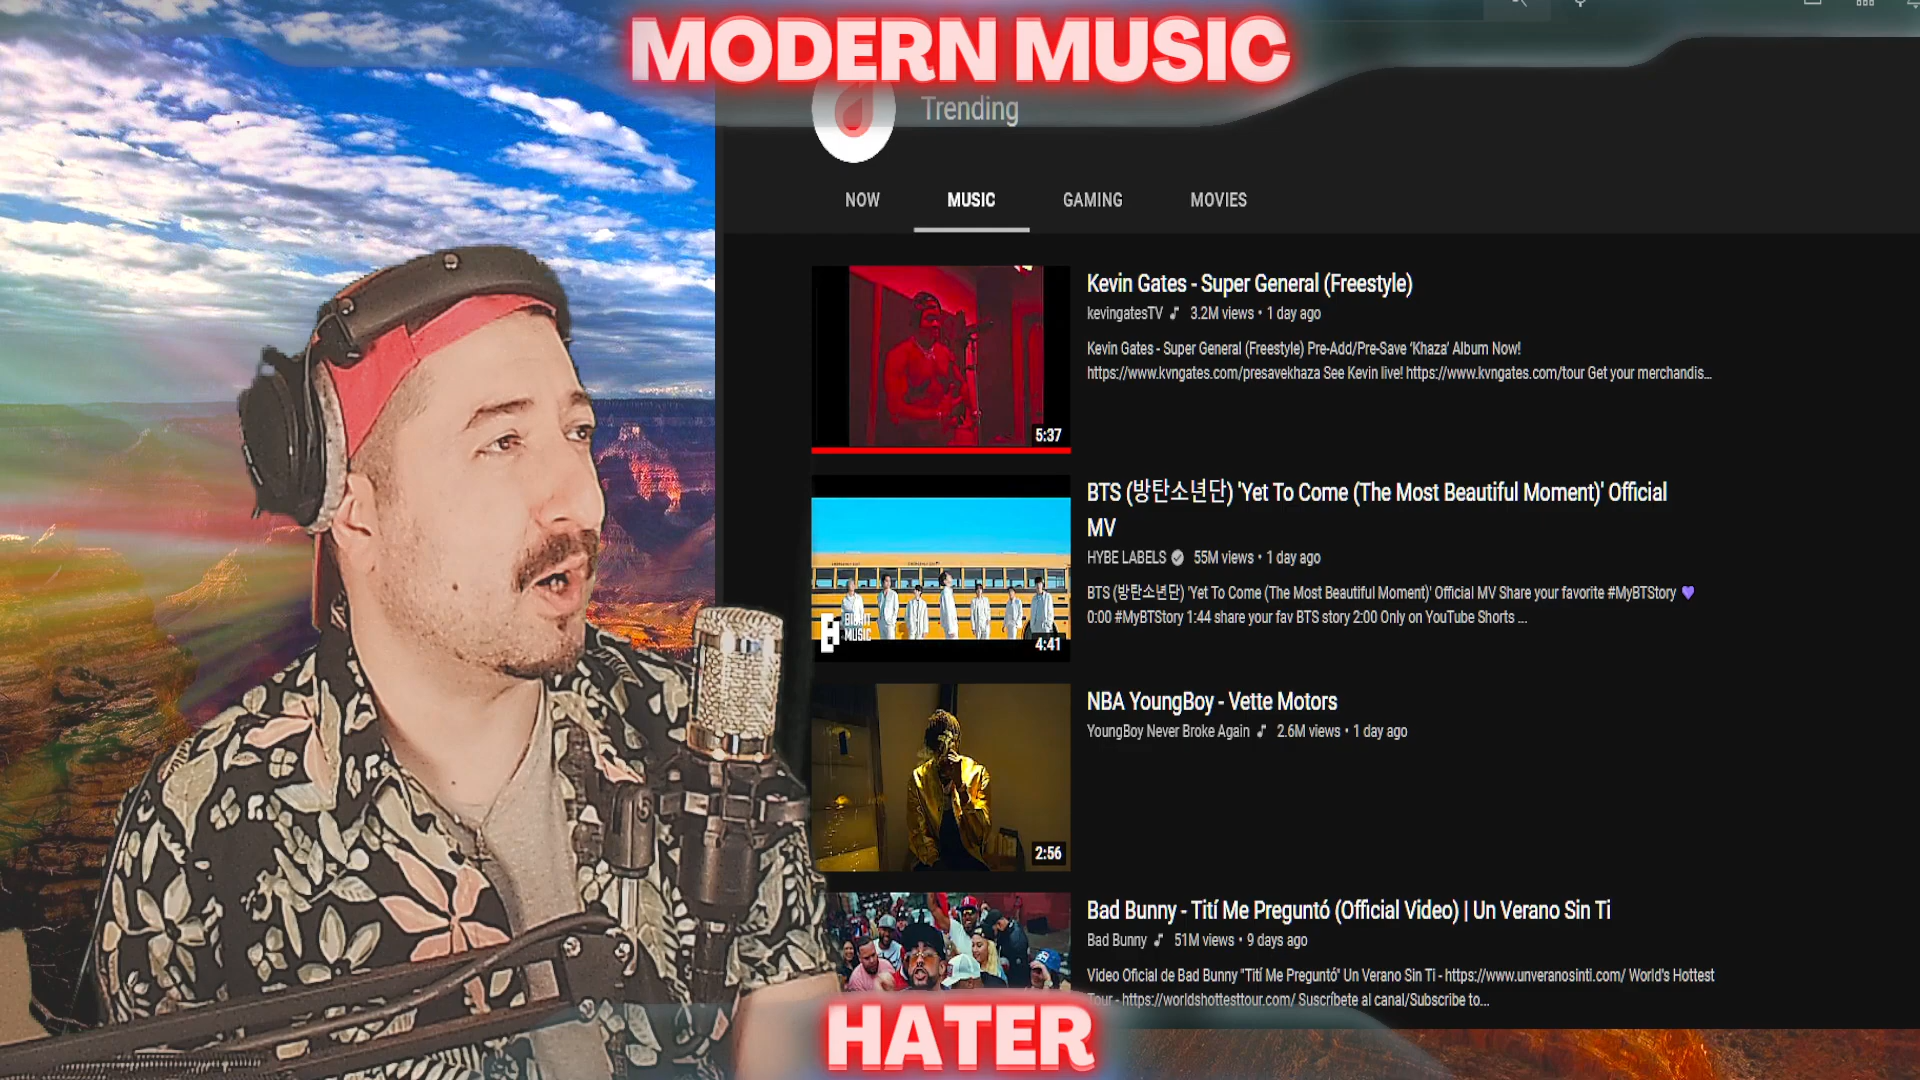 MODERN MUSIC
Trending
NOW MUSIC GAMING MOVIES
Kevin Gates - Super General (Freestyle)
kevingatesTV ♪ 3.2M views • 1 day ago
Kevin Gates - Super General (Freestyle) Pre-Add/Pre-Save ‘Khaza’ Album Now!
https://www.kvngates.com/presavekhaza See Kevin live! https://www.kvngates.com/tour Get your merchandis...
5:37
BTS (방탄소년단) 'Yet To Come (The Most Beautiful Moment)' Official
MV
HYBE LABELS 55M views • 1 day ago
BTS (방탄소년단) 'Yet To Come (The Most Beautiful Moment)' Official MV Share your favorite #MyBTStory 💜
0:00 #MyBTStory 1:44 share your fav BTS story 2:00 Only on YouTube Shorts ...
BIGHIT
MUSIC
4:41
NBA YoungBoy - Vette Motors
YoungBoy Never Broke Again ♪ 2.6M views • 1 day ago
2:56
Bad Bunny - Tití Me Preguntó (Official Video) | Un Verano Sin Ti
Bad Bunny ♪ 51M views • 9 days ago
Video Oficial de Bad Bunny "Tití Me Preguntó" Un Verano Sin Ti - https://www.unveranosinti.com/ World's Hottest
Tour - https://worldshottesttour.com/ Suscríbete al canal/Subscribe to...
HATER